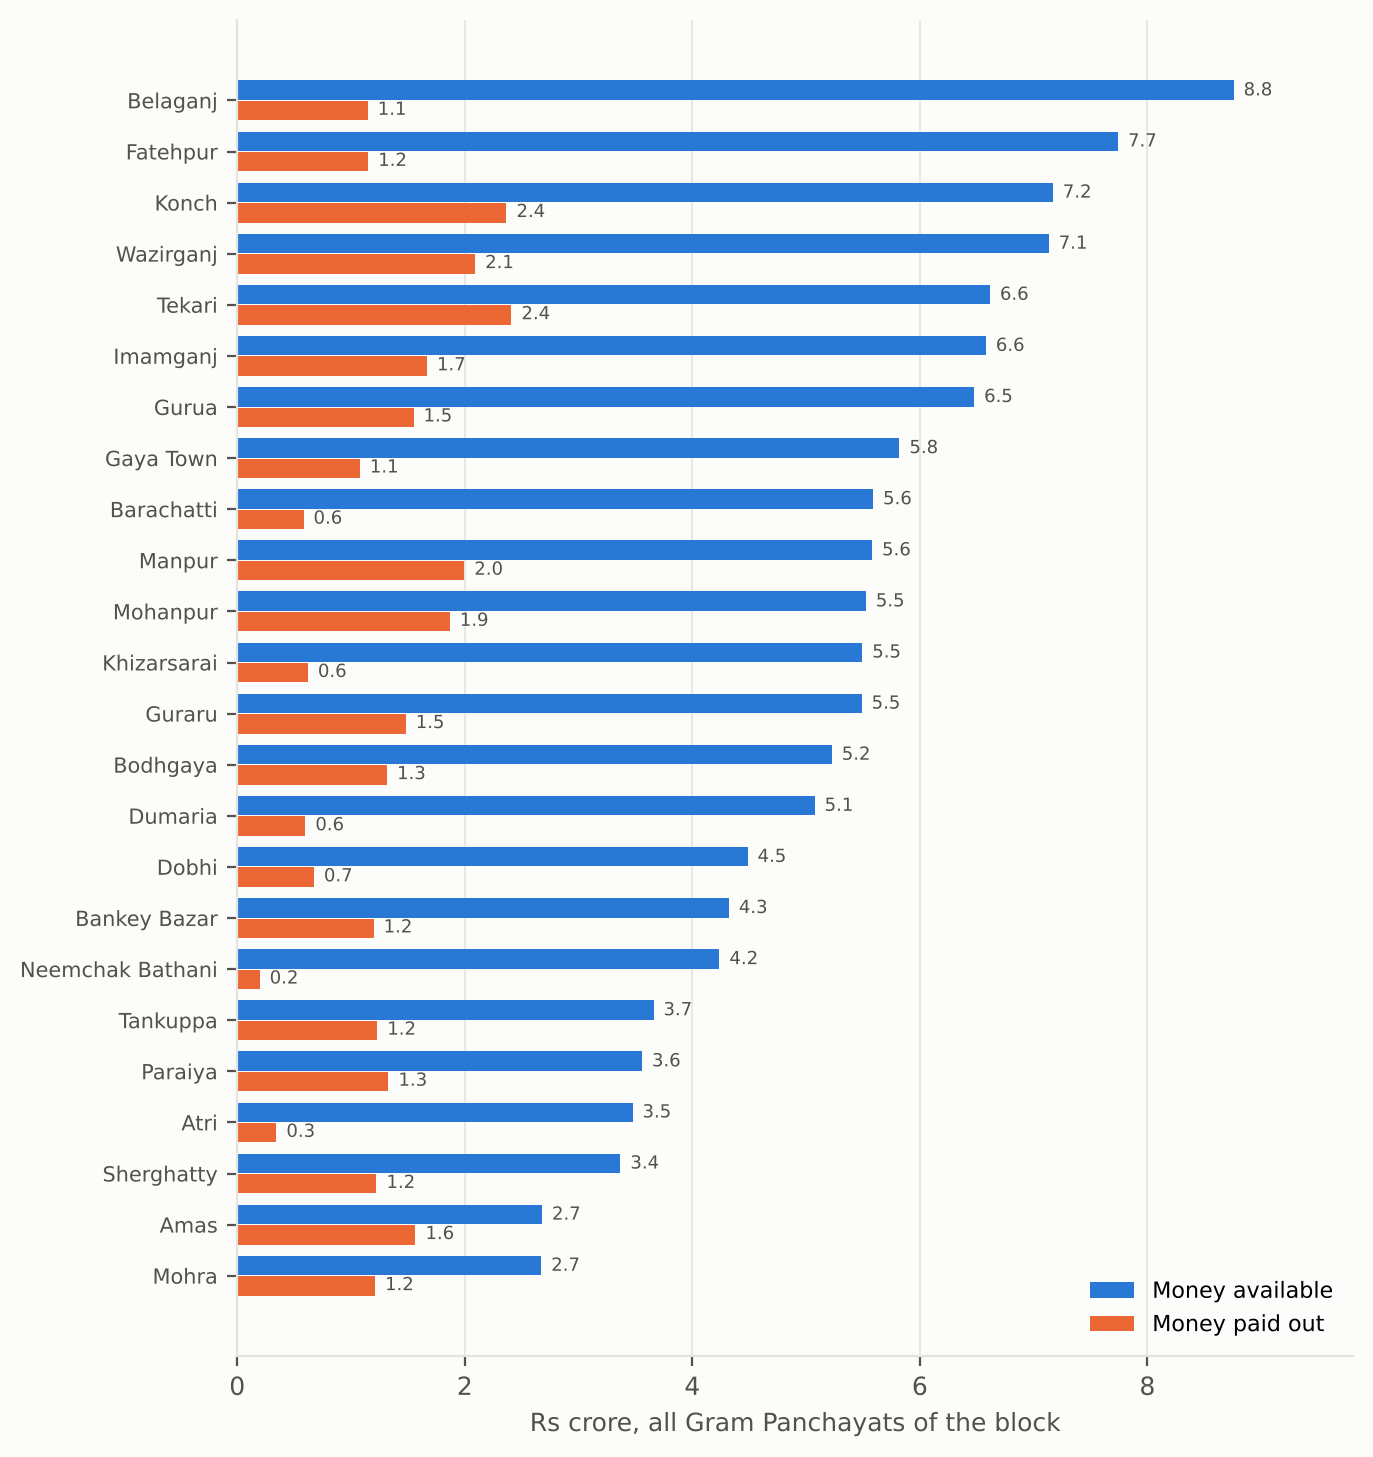 8.8
Belaganj
1.1
7.7
Fatehpur
1.2
7.2
Konch
2.4
7.1
Wazirganj
2.1
6.6
Tekari
2.4
6.6
Imamganj
1.7
6.5
Gurua
1.5
5.8
Gaya Town
1.1
5.6
Barachatti
0.6
5.6
Manpur
2.0
5.5
Mohanpur
1.9
5.5
Khizarsarai
0.6
5.5
Guraru
1.5
5.2
Bodhgaya
1.3
5.1
Dumaria
0.6
4.5
Dobhi
0.7
4.3
Bankey Bazar
1.2
4.2
Neemchak Bathani
0.2
3.7
Tankuppa
1.2
3.6
Paraiya
1.3
3.5
Atri
0.3
3.4
Sherghatty
1.2
2.7
Amas
1.6
2.7
Mohra
1.2
Money available
Money paid out
0 2 4 6 8
Rs crore, all Gram Panchayats of the block